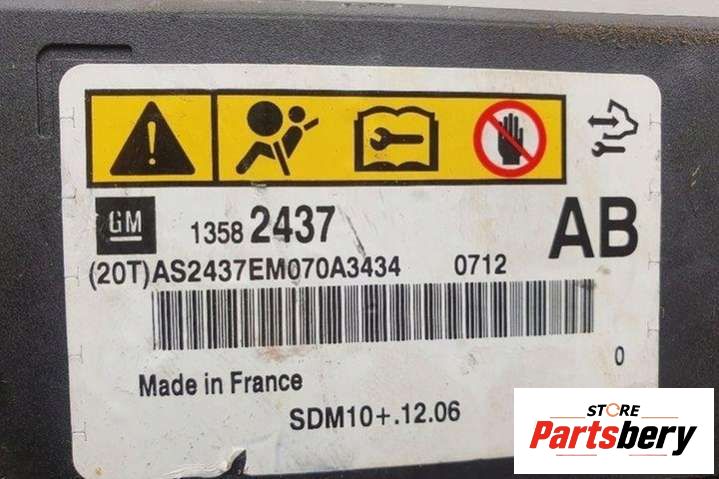 GM 1358 2437 AB
(20T)AS2437EM070A3434 0712
0
Made in France
SDM10+.12.06
STORE
Partsbery